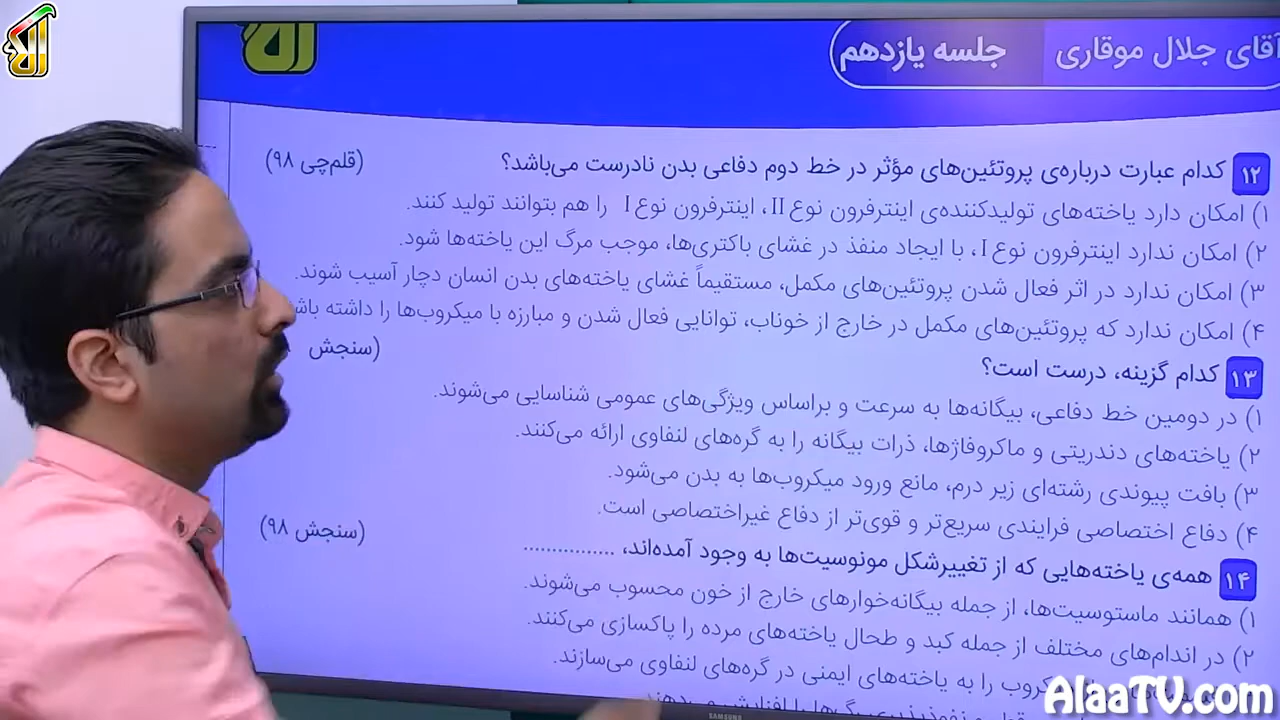 آلاء
آقای جلال موقاری جلسه یازدهم
۱۲ کدام عبارت درباره‌ی پروتئین‌های مؤثر در خط دوم دفاعی بدن نادرست می‌باشد؟ (قلم‌چی ۹۸)
۱) امکان دارد یاخته‌های تولیدکننده‌ی اینترفرون نوع II، اینترفرون نوع I را هم بتوانند تولید کنند.
۲) امکان ندارد اینترفرون نوع I، با ایجاد منفذ در غشای باکتری‌ها، موجب مرگ این یاخته‌ها شود.
۳) امکان ندارد در اثر فعال شدن پروتئین‌های مکمل، مستقیماً غشای یاخته‌های بدن انسان دچار آسیب شوند.
۴) امکان ندارد که پروتئین‌های مکمل در خارج از خوناب، توانایی فعال شدن و مبارزه با میکروب‌ها را داشته
۱۳ کدام گزینه، درست است؟ (سنجش
۱) در دومین خط دفاعی، بیگانه‌ها به سرعت و براساس ویژگی‌های عمومی شناسایی می‌شوند.
۲) یاخته‌های دندریتی و ماکروفاژها، ذرات بیگانه را به گره‌های لنفاوی ارائه می‌کنند.
۳) بافت پیوندی رشته‌ای زیر درم، مانع ورود میکروب‌ها به بدن می‌شود.
۴) دفاع اختصاصی فرایندی سریع‌تر و قوی‌تر از دفاع غیراختصاصی است.
۱۴ همه‌ی یاخته‌هایی که از تغییرشکل مونوسیت‌ها به وجود آمده‌اند، ............... (سنجش ۹۸)
۱) همانند ماستوسیت‌ها، از جمله بیگانه‌خوارهای خارج از خون محسوب می‌شوند.
۲) در اندام‌های مختلف از جمله کبد و طحال یاخته‌های مرده را پاکسازی می‌کنند.
را به یاخته‌های ایمنی در گره‌های لنفاوی می‌سازند.
SAMSUNG
AlaaTV.com